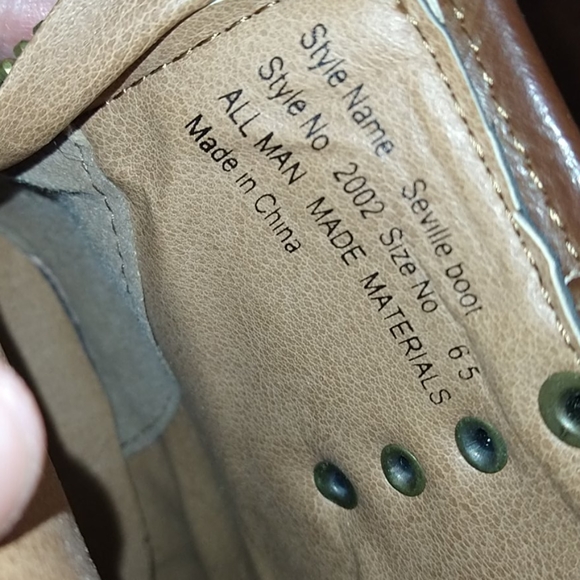 Style Name Seville boot
Style No 2002 Size No 6 5
ALL MAN MADE MATERIALS
Made in China